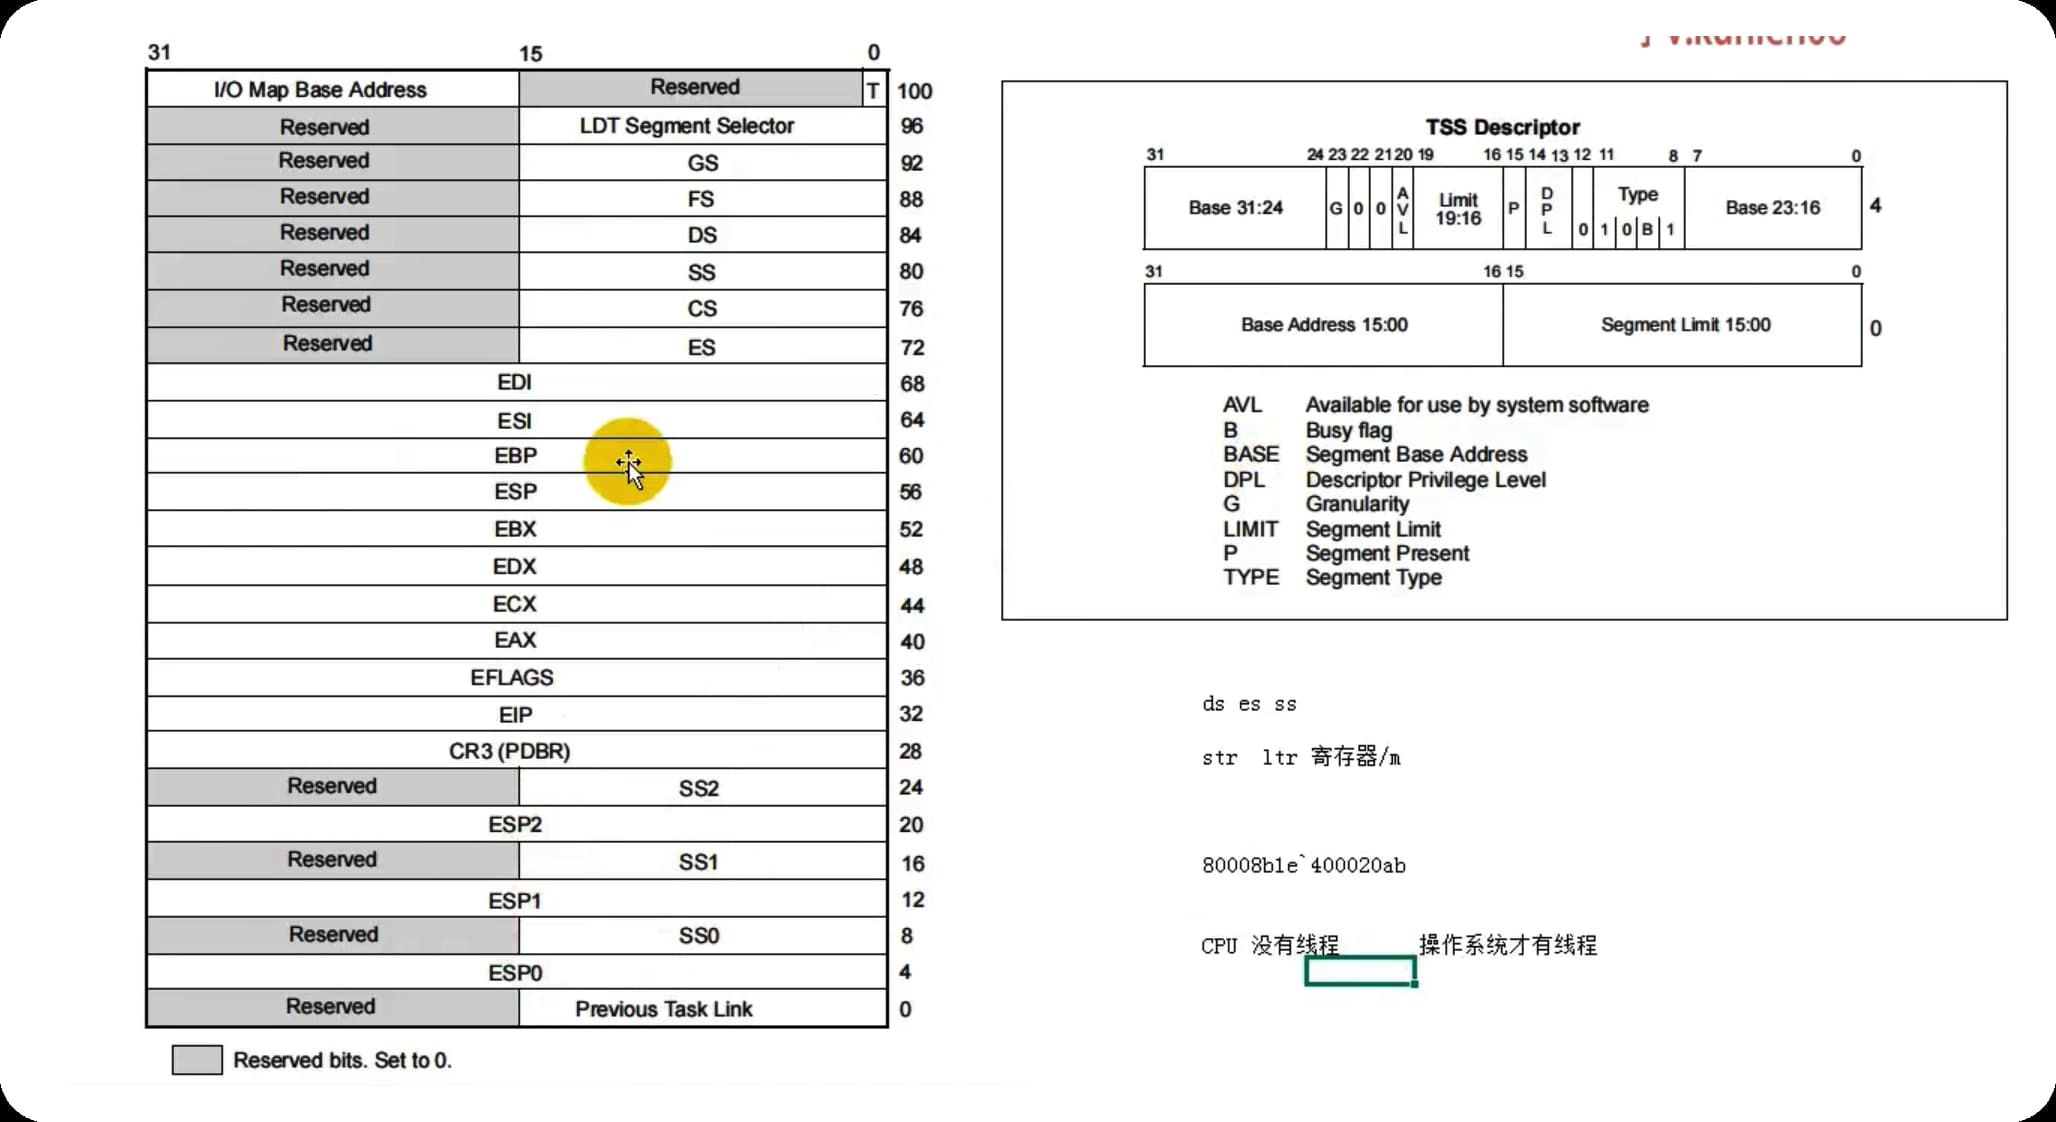 31 15 0
I/O Map Base Address Reserved T 100
Reserved LDT Segment Selector 96
Reserved GS 92
Reserved FS 88
Reserved DS 84
Reserved SS 80
Reserved CS 76
Reserved ES 72
EDI 68
ESI 64
EBP 60
ESP 56
EBX 52
EDX 48
ECX 44
EAX 40
EFLAGS 36
EIP 32
CR3 (PDBR) 28
Reserved SS2 24
ESP2 20
Reserved SS1 16
ESP1 12
Reserved SS0 8
ESP0 4
Reserved Previous Task Link 0
Reserved bits. Set to 0.
TSS Descriptor
31 24 23 22 21 20 19 16 15 14 13 12 11 8 7 0
Base 31:24 G 0 0 AVL Limit 19:16 P DPL Type Base 23:16 4
0 1 0 B 1
31 16 15 0
Base Address 15:00 Segment Limit 15:00 0
AVL Available for use by system software
B Busy flag
BASE Segment Base Address
DPL Descriptor Privilege Level
G Granularity
LIMIT Segment Limit
P Segment Present
TYPE Segment Type
ds es ss
str ltr 寄存器/m
80008b1e`400020ab
CPU 没有线程 操作系统才有线程